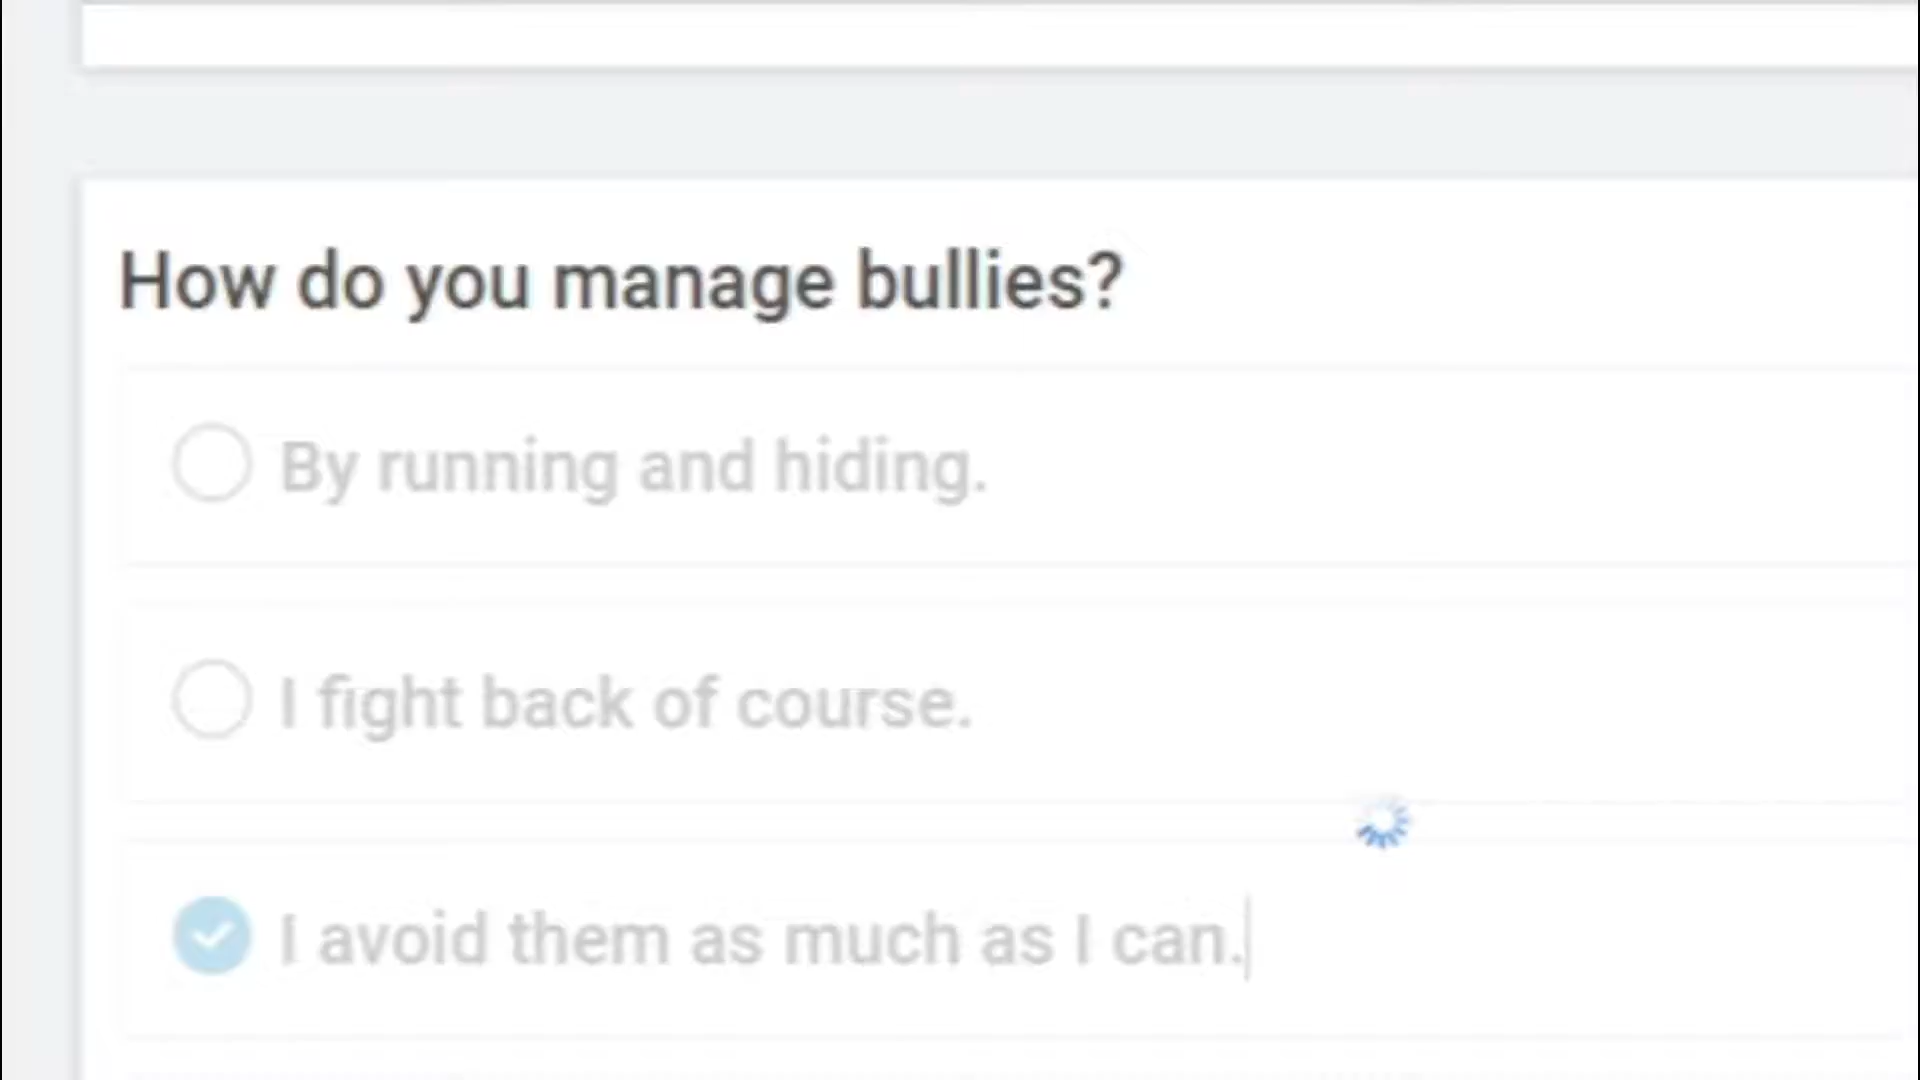 How do you manage bullies?
By running and hiding.
I fight back of course.
I avoid them as much as I can.